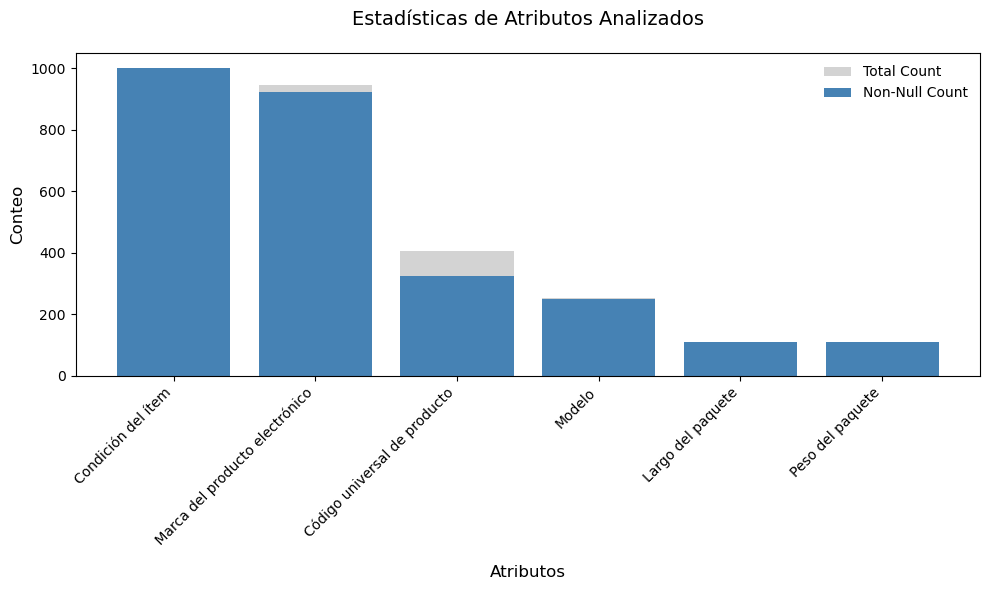 Estadísticas de Atributos Analizados
Total Count
Non-Null Count
Conteo
1000
800
600
400
200
0
Condición del ítem
Marca del producto electrónico
Código universal de producto
Modelo
Largo del paquete
Peso del paquete
Atributos